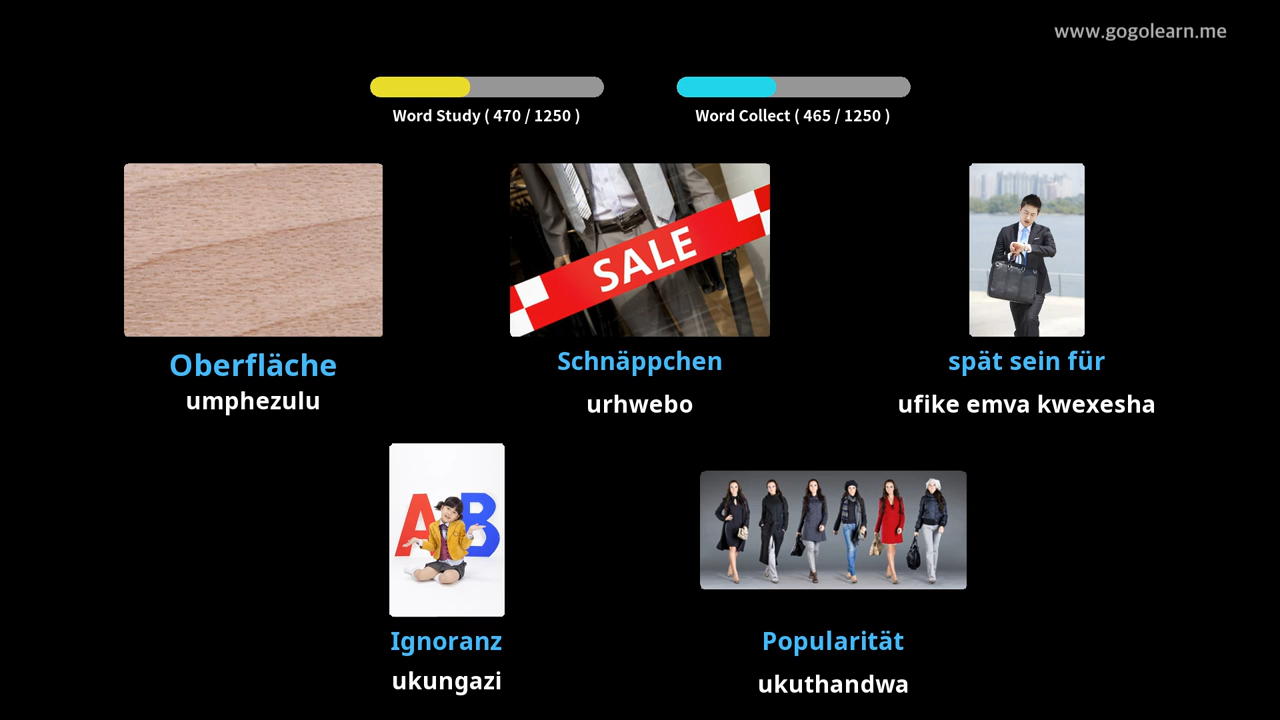 www.gogolearn.me
Word Study ( 470 / 1250 )
Word Collect ( 465 / 1250 )
SALE
Oberfläche
umphezulu
Schnäppchen
urhwebo
spät sein für
ufike emva kwexesha
A B
Ignoranz
ukungazi
Popularität
ukuthandwa